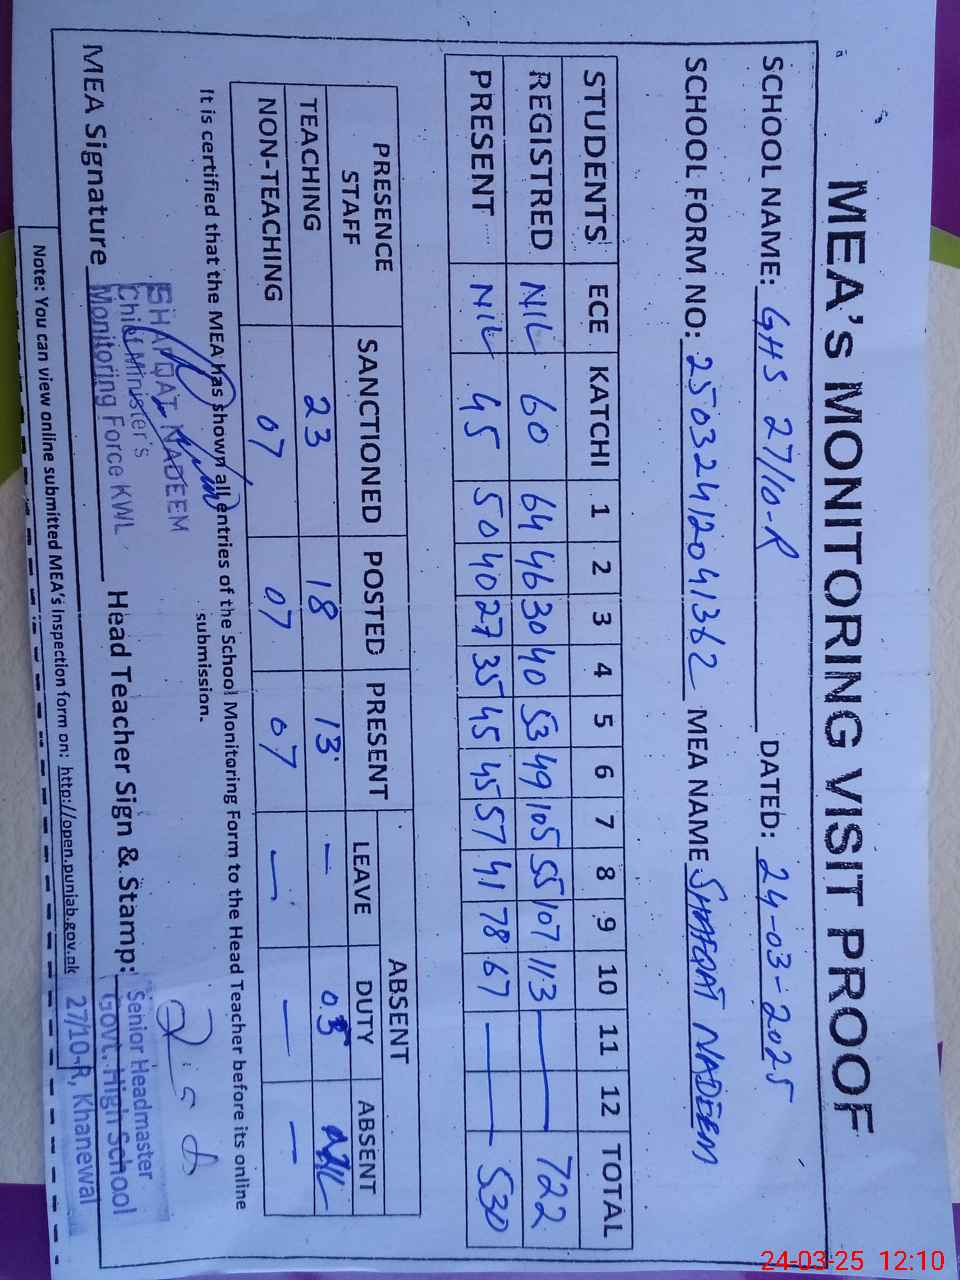 MEA's MONITORING VISIT PROOF
SCHOOL NAME: GHS 27/10-R DATED: 24-03-2025
SCHOOL FORM NO: 25032412041362 MEA NAME SHAFQAT NADEEM
STUDENTS ECE KATCHI 1 2 3 4 5 6 7 8 9 10 11 12 TOTAL
REGISTRED NIL 60 64 46 30 40 53 49 105 55 107 113 — — 722
PRESENT NIL 45 50 40 27 35 45 45 57 41 78 67 — — 530
PRESENCE STAFF SANCTIONED POSTED PRESENT ABSENT
LEAVE DUTY ABSENT
TEACHING 23 18 13 — 05 NIL
NON-TEACHING 07 07 07 — — —
It is certified that the MEA has shown all entries of the School Monitoring Form to the Head Teacher before its online
submission.
SHAFQAT NADEEM
Chief Minister's
Monitoring Force KWL
MEA Signature Head Teacher Sign & Stamp:
Senior Headmaster
Govt. High School
27/10-R, Khanewal
Note: You can view online submitted MEA's Inspection form on: http://open.punjab.gov.pk
24-03-25 12:10